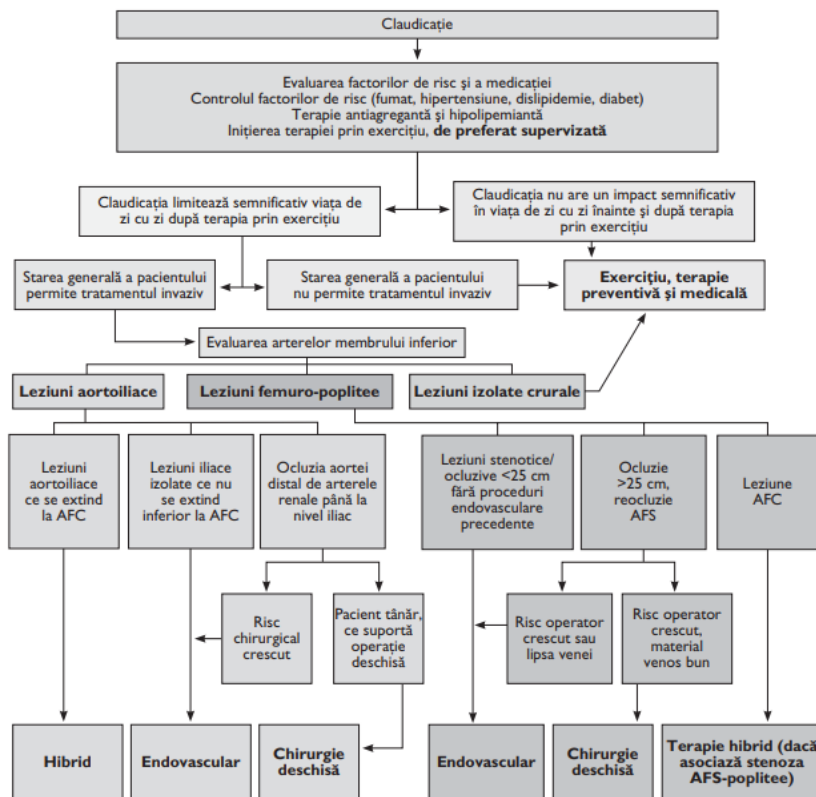 Claudicație
Evaluarea factorilor de risc și a medicației
Controlul factorilor de risc (fumat, hipertensiune, dislipidemie, diabet)
Terapie antiagregantă și hipolipemiantă
Inițierea terapiei prin exercițiu, de preferat supervizată
Claudicația limitează semnificativ viața de
zi cu zi după terapia prin exercițiu
Claudicația nu are un impact semnificativ
în viața de zi cu zi înainte și după terapia
prin exercițiu
Starea generală a pacientului
permite tratamentul invaziv
Starea generală a pacientului
nu permite tratamentul invaziv
Exercițiu, terapie
preventivă și medicală
Evaluarea arterelor membrului inferior
Leziuni aortoiliace
Leziuni femuro-poplitee
Leziuni izolate crurale
Leziuni
aortoiliace
ce se extind
la AFC
Leziuni iliace
izolate ce nu
se extind
inferior la AFC
Ocluzia aortei
distal de arterele
renale până la
nivel iliac
Leziuni stenotice/
ocluzive <25 cm
fără proceduri
endovasculare
precedente
Ocluzie
>25 cm,
reocluzie
AFS
Leziune
AFC
Risc
chirurgical
crescut
Pacient tânăr,
ce suportă
operație
deschisă
Risc operator
crescut sau
lipsa venei
Risc operator
crescut,
material
venos bun
Hibrid
Endovascular
Chirurgie
deschisă
Endovascular
Chirurgie
deschisă
Terapie hibrid (dacă
asociază stenoza
AFS-poplitee)